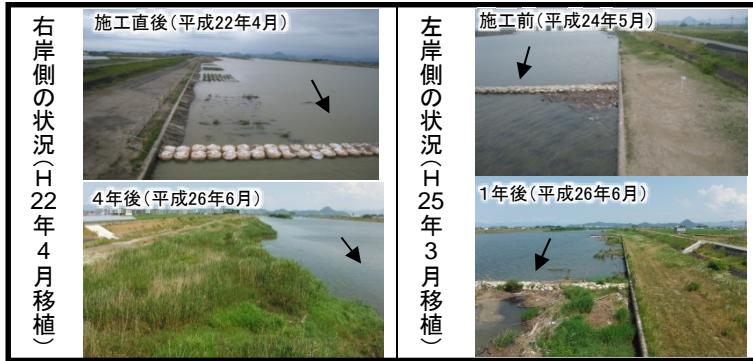 右岸側の状況(H22年4月移植)
施工直後(平成22年4月)
4年後(平成26年6月)
左岸側の状況(H25年3月移植)
施工前(平成24年5月)
1年後(平成26年6月)